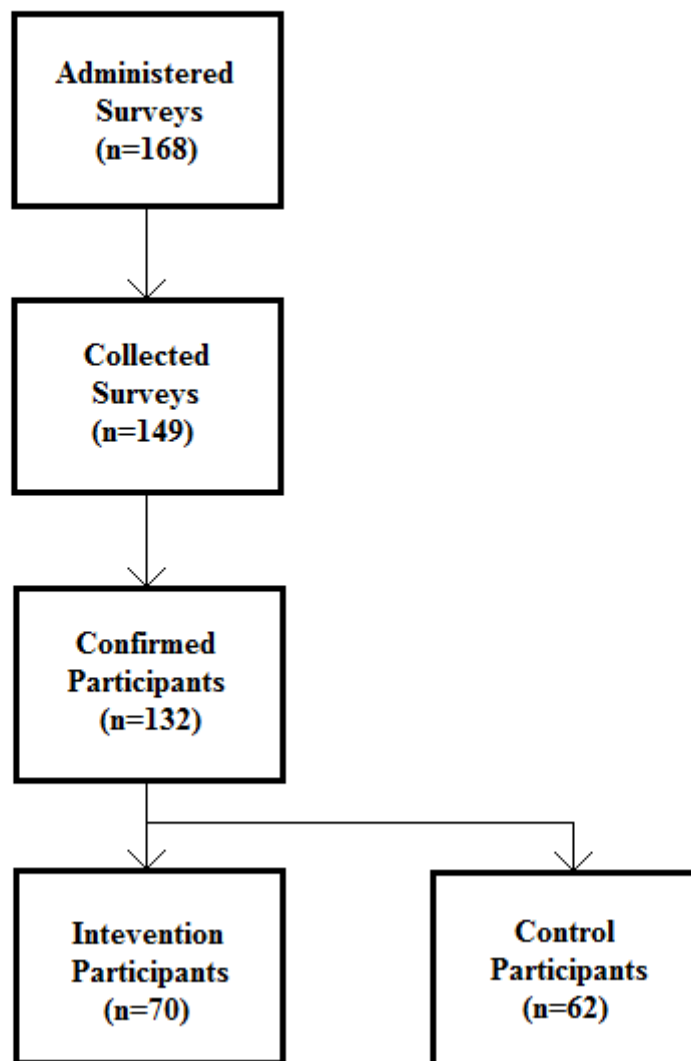 Administered
Surveys
(n=168)
Collected
Surveys
(n=149)
Confirmed
Participants
(n=132)
Intevention
Participants
(n=70)
Control
Participants
(n=62)